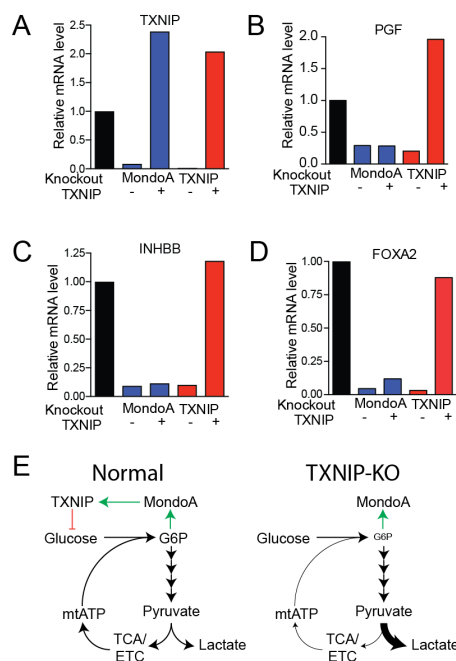 A
TXNIP
Relative mRNA level
2.5
2.0
1.5
1.0
0.5
0.0
Knockout MondoA TXNIP
TXNIP - + - +
B
PGF
Relative mRNA level
2.0
1.5
1.0
0.5
0.0
Knockout MondoA TXNIP
TXNIP - + - +
C
INHBB
Relative mRNA level
1.25
1.00
0.75
0.50
0.25
0.00
Knockout MondoA TXNIP
TXNIP - + - +
D
FOXA2
Relative mRNA level
1.00
0.75
0.50
0.25
0.00
Knockout MondoA TXNIP
TXNIP - + - +
E
Normal
TXNIP MondoA
Glucose G6P
mtATP Pyruvate
TCA/
ETC Lactate
TXNIP-KO
MondoA
Glucose G6P
mtATP Pyruvate
TCA/
ETC Lactate